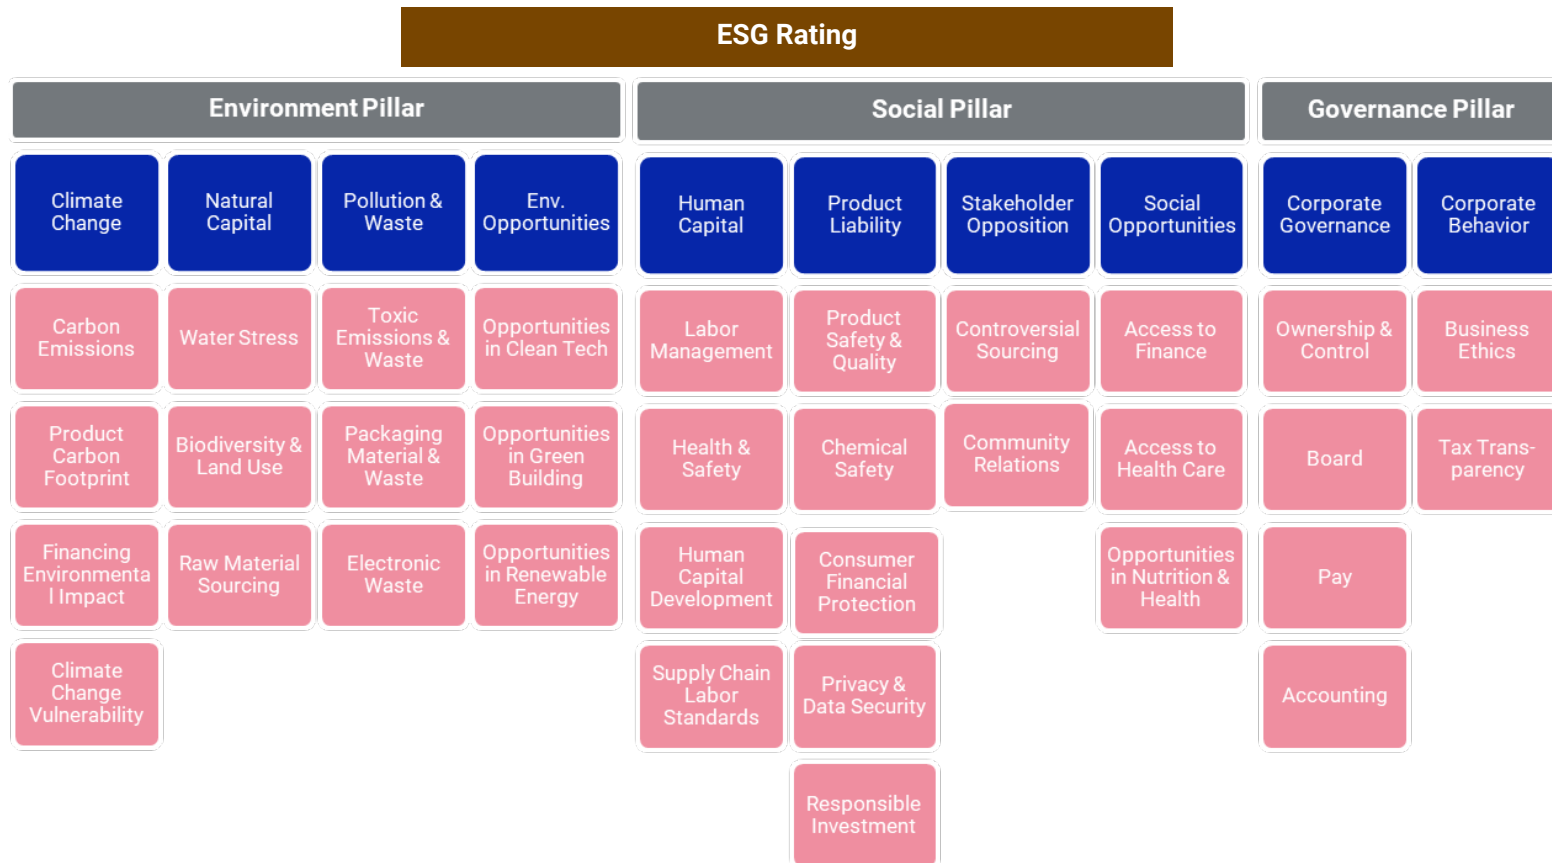 ESG Rating
Environment Pillar
Social Pillar
Governance Pillar
Climate
Change
Natural
Capital
Pollution &
Waste
Env.
Opportunities
Human
Capital
Product
Liability
Stakeholder
Opposition
Social
Opportunities
Corporate
Governance
Corporate
Behavior
Carbon
Emissions
Water Stress
Toxic
Emissions &
Waste
Opportunities
in Clean Tech
Labor
Management
Product
Safety &
Quality
Controversial
Sourcing
Access to
Finance
Ownership &
Control
Business
Ethics
Product
Carbon
Footprint
Biodiversity &
Land Use
Packaging
Material &
Waste
Opportunities
in Green
Building
Health &
Safety
Chemical
Safety
Community
Relations
Access to
Health Care
Board
Tax Trans-
parency
Financing
Environmenta
l Impact
Raw Material
Sourcing
Electronic
Waste
Opportunities
in Renewable
Energy
Human
Capital
Development
Consumer
Financial
Protection
Opportunities
in Nutrition &
Health
Pay
Climate
Change
Vulnerability
Supply Chain
Labor
Standards
Privacy &
Data Security
Accounting
Responsible
Investment